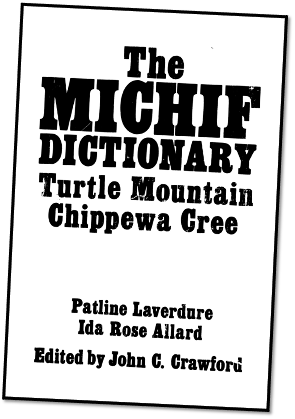 The
MICHIF
DICTIONARY
Turtle Mountain
Chippewa Cree
Patline Laverdure
Ida Rose Allard
Edited by John C. Crawford